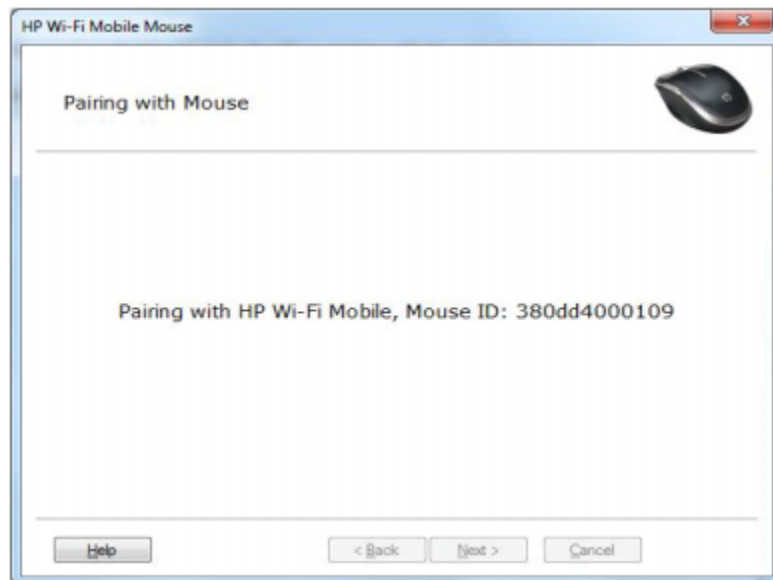 HP Wi-Fi Mobile Mouse
Pairing with Mouse
Pairing with HP Wi-Fi Mobile, Mouse ID: 380dd4000109
Help
< Back
Next >
Cancel